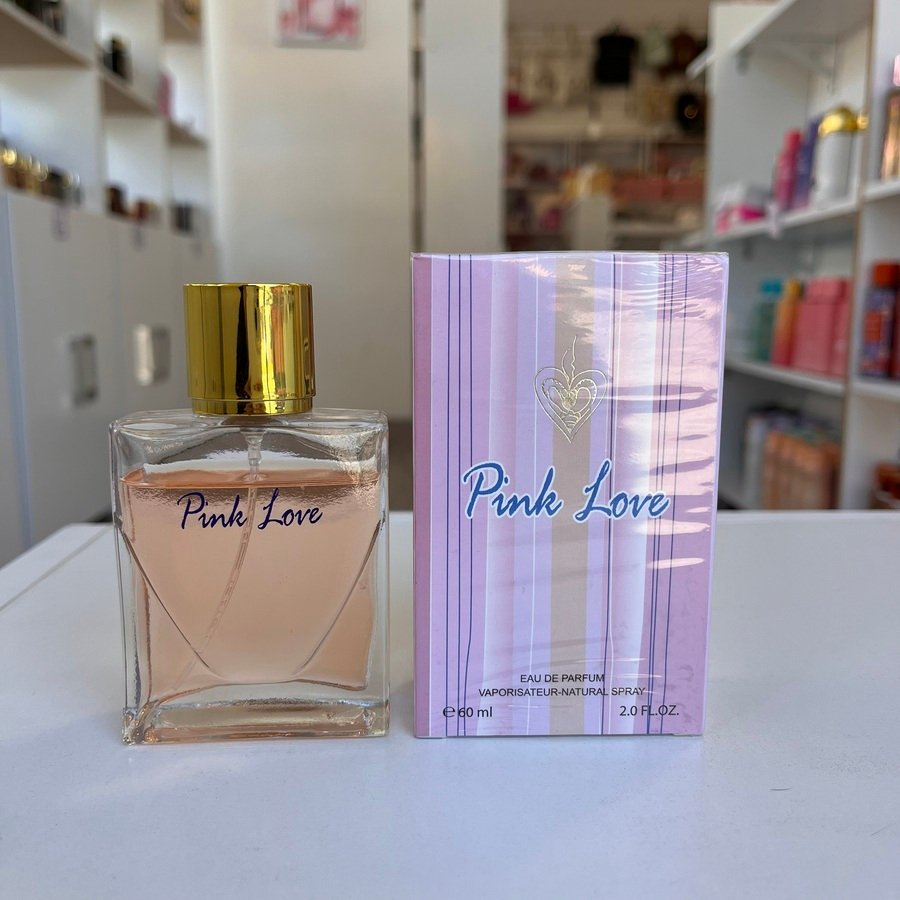 Pink Love
Pink Love
EAU DE PARFUM
VAPORISATEUR-NATURAL SPRAY
℮ 60 ml
2.0 FL.OZ.